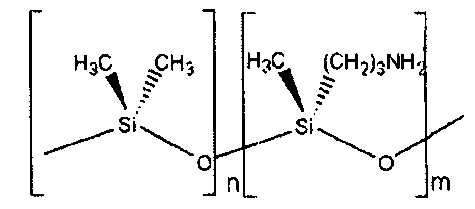 H₃C CH₃ H₃C (CH₂)₃NH₂
Si Si
O O
n m